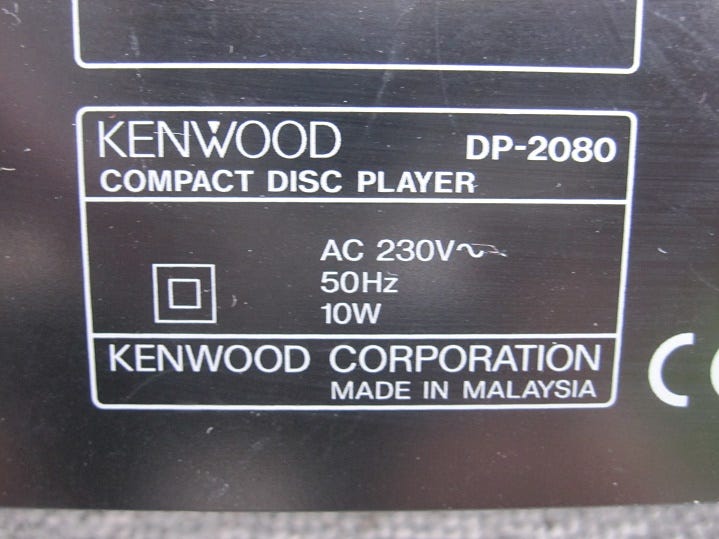 KENWOOD DP-2080
COMPACT DISC PLAYER
AC 230V~
50Hz
10W
KENWOOD CORPORATION
MADE IN MALAYSIA